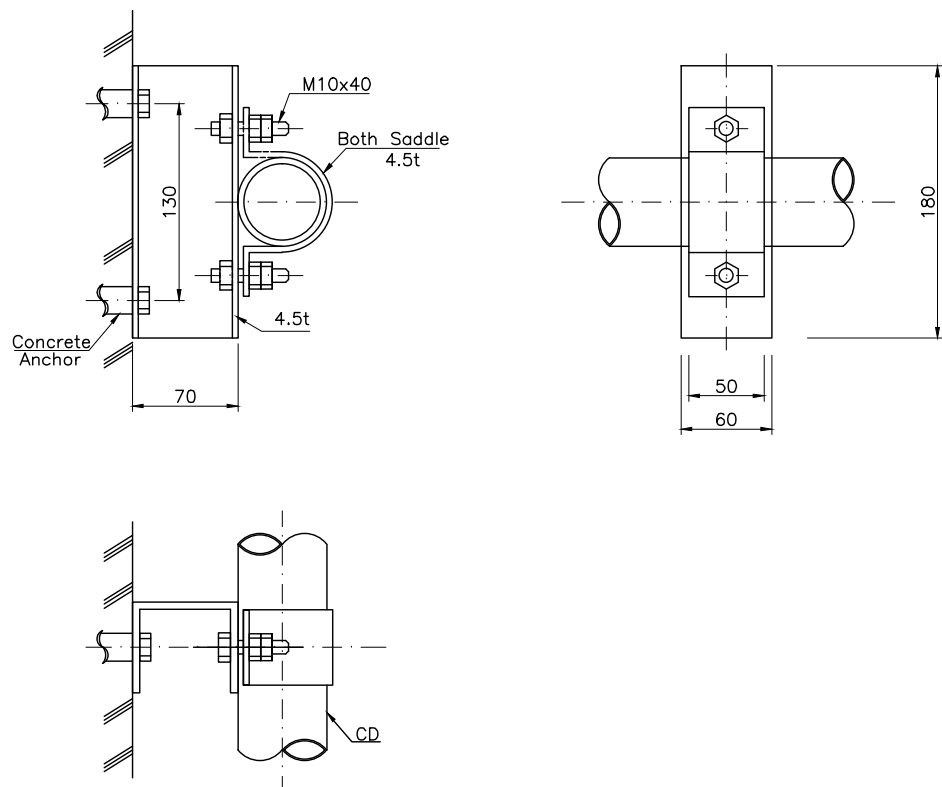 M10x40
Both Saddle
4.5t
130
180
4.5t
Concrete
Anchor
70
50
60
CD